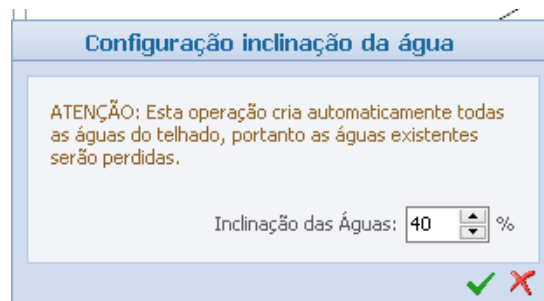 Configuração inclinação da água
ATENÇÃO: Esta operação cria automaticamente todas
as águas do telhado, portanto as águas existentes
serão perdidas.
Inclinação das Águas: 40 %